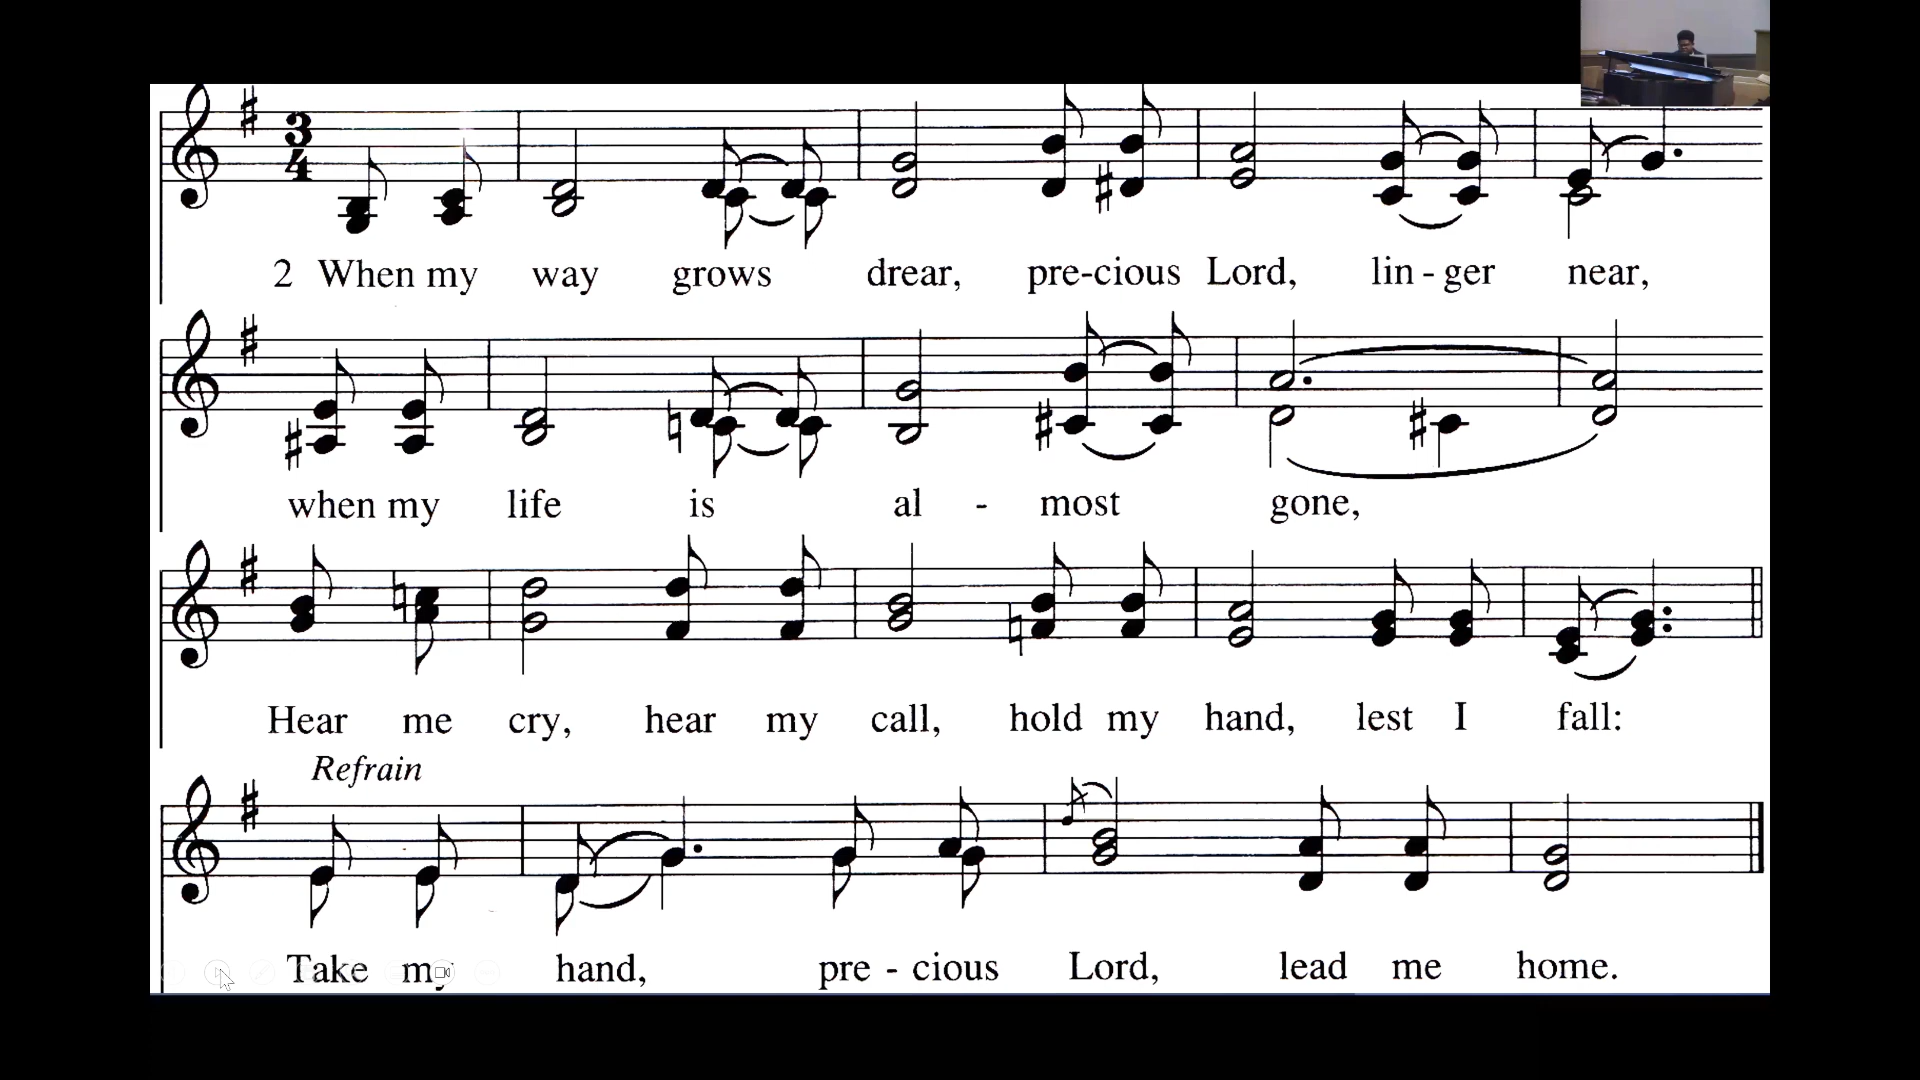 3
4
2 When my way grows drear, pre-cious Lord, lin - ger near,
when my life is al - most gone,
Hear me cry, hear my call, hold my hand, lest I fall:
Refrain
Take my hand, pre - cious Lord, lead me home.